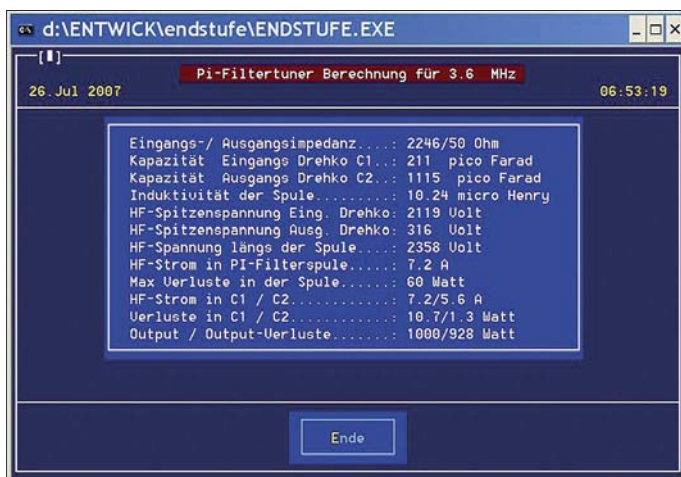 d:\ENTWICK\endstufe\ENDSTUFE.EXE
Pi-Filtertuner Berechnung für 3.6 MHz
26.Jul 2007
06:53:19
Eingangs-/ Ausgangsimpedanz....: 2246/50 Ohm
Kapazität Eingangs Drehko C1..: 211 pico Farad
Kapazität Ausgangs Drehko C2..: 1115 pico Farad
Induktivität der Spule.........: 10.24 micro Henry
HF-Spitzenspannung Eing. Drehko: 2119 Volt
HF-Spitzenspannung Ausg. Drehko: 316 Volt
HF-Spannung längs der Spule....: 2358 Volt
HF-Strom in PI-Filterspule.....: 7.2 A
Max Verluste in der Spule......: 60 Watt
HF-Strom in C1 / C2............: 7.2/5.6 A
Verluste in C1 / C2............: 10.7/1.3 Watt
Output / Output-Verluste.......: 1000/928 Watt
Ende